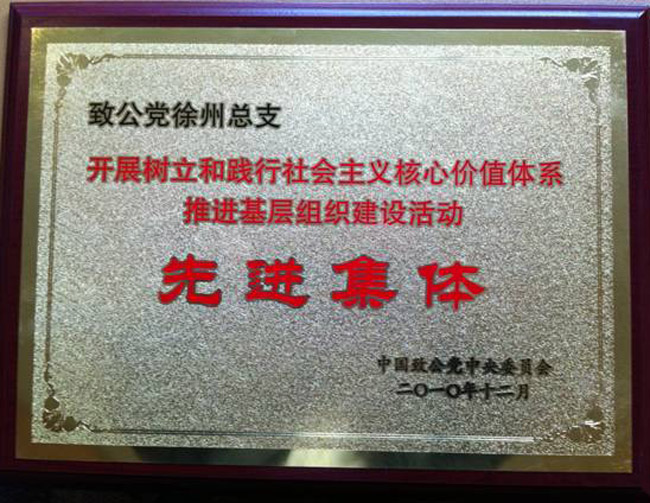 致公党徐州总支
开展树立和践行社会主义核心价值体系
推进基层组织建设活动
先进集体
中国致公党中央委员会
二〇一〇年十二月